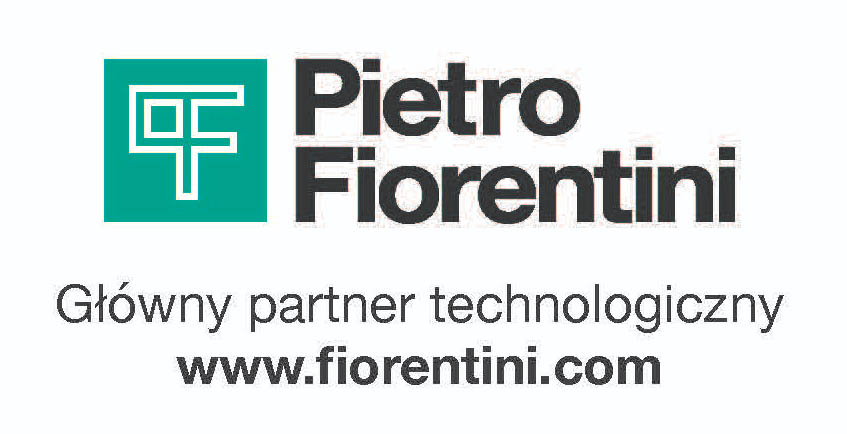 Pietro
Fiorentini
Główny partner technologiczny
www.fiorentini.com